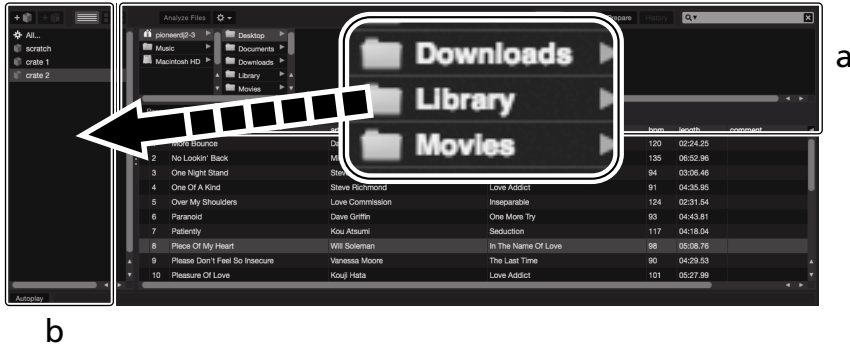 Analyze Files
Prepare
History
All...
scratch
crate 1
crate 2
pioneerdj2-3
Music
Macintosh HD
Desktop
Documents
Downloads
Library
Movies
Downloads
Library
Movies
a
bpm length comment
More Bounce 120 02:24.25
2 No Lookin' Back 135 06:52.96
3 One Night Stand 94 03:06.46
4 One Of A Kind Steve Richmond Love Addict 91 04:35.95
5 Over My Shoulders Love Commission Inseparable 124 02:31.54
6 Paranoid Dave Griffin One More Try 93 04:43.81
7 Patiently Kou Atsumi Seduction 117 04:18.04
8 Piece Of My Heart Will Soleman In The Name Of Love 98 05:08.76
9 Please Don't Feel So Insecure Vanessa Moore The Last Time 90 04:29.53
10 Pleasure Of Love Kouji Hata Love Addict 101 05:27.99
Autoplay
b